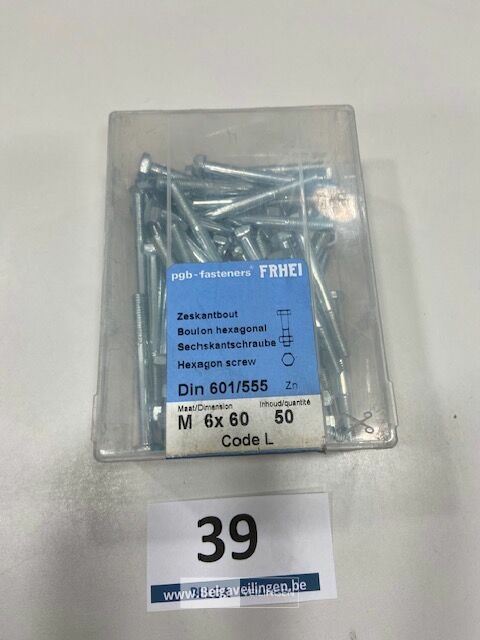 pgb-fasteners® FRHEI
Zeskantbout
Boulon hexagonal
Sechskantschraube
Hexagon screw
Din 601/555 Zn
Maat/Dimension Inhoud/quantité
M 6x 60 50
Code L
39
www.Belgaveilingen.be